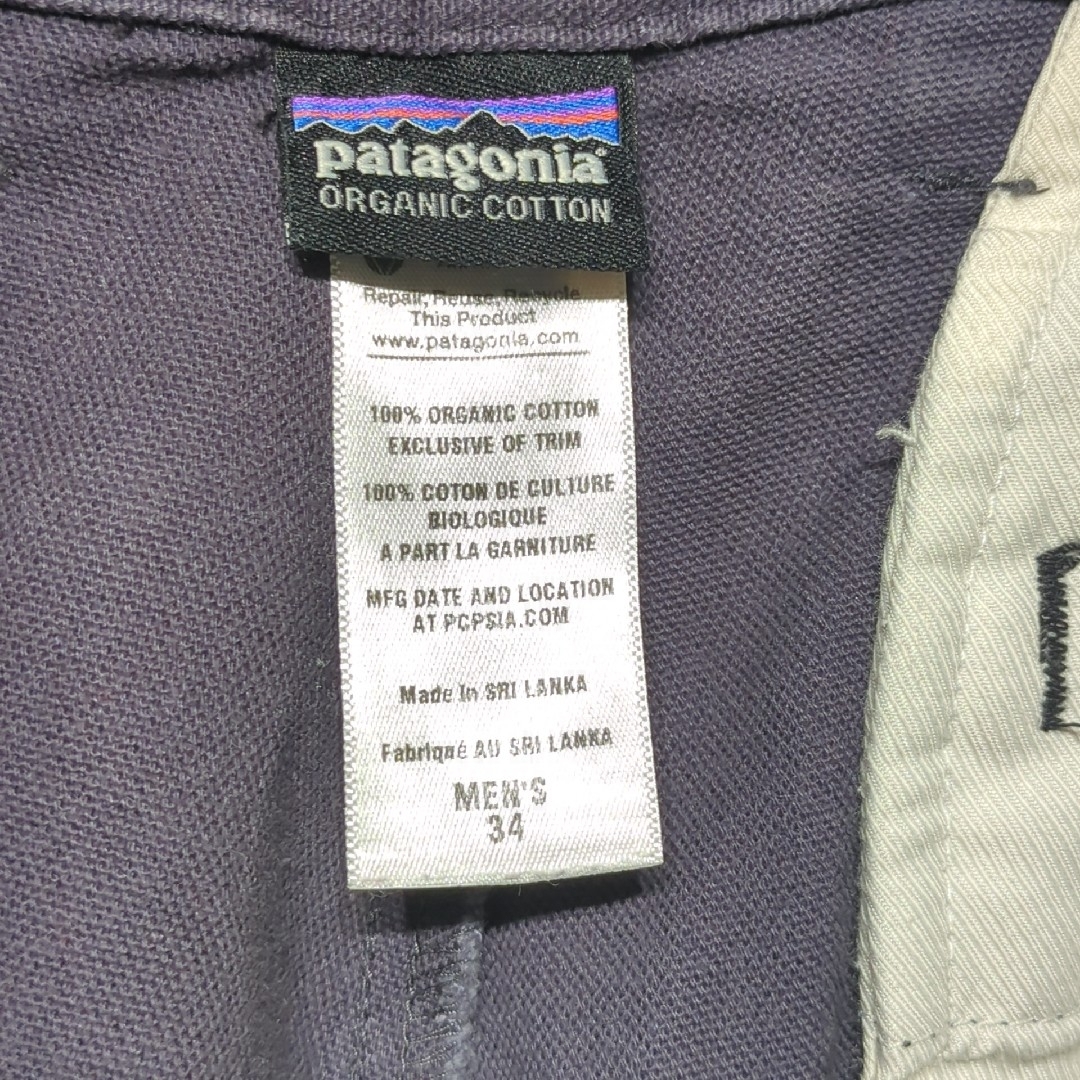 patagonia®
ORGANIC COTTON
Repair, Reuse, Recycle
This Product
www.patagonia.com
100% ORGANIC COTTON
EXCLUSIVE OF TRIM
100% COTON DE CULTURE
BIOLOGIQUE
A PART LA GARNITURE
MFG DATE AND LOCATION
AT PCPSIA.COM
Made In SRI LANKA
Fabriqué AU SRI LANKA
MEN'S
34